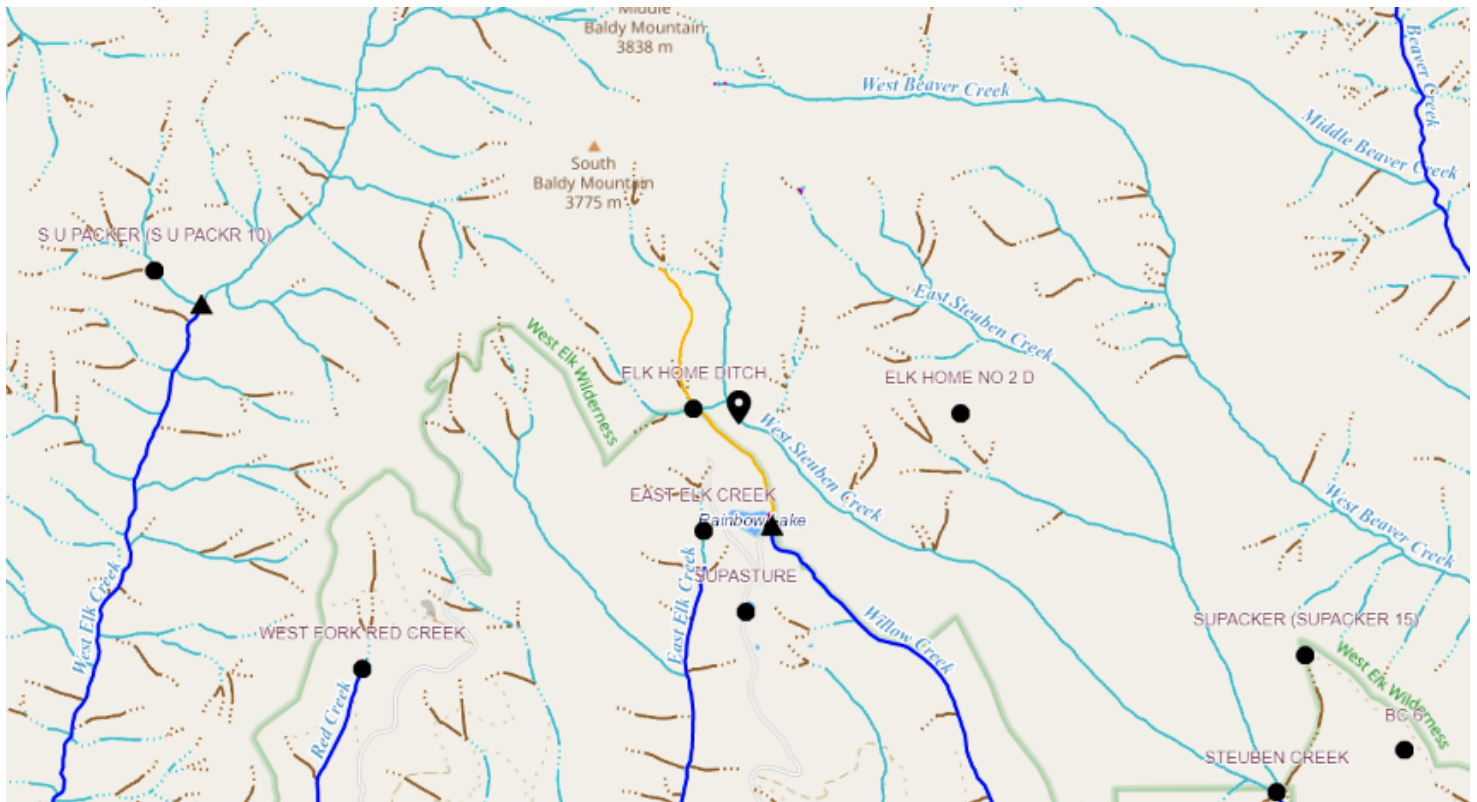 Middle
Baldy Mountain
3838 m
West Beaver Creek
Beaver Creek
Middle Beaver Creek
South
Baldy Mountain
3775 m
S U PACKER (S U PACKR 10)
East Steuben Creek
West Elk Wilderness
ELK HOME DITCH
ELK HOME NO 2 D
West Steuben Creek
EAST ELK CREEK
Rainbow Lake
West Beaver Creek
SUPASTURE
East Elk Creek
West Elk Creek
WEST FORK RED CREEK
Willow Creek
SUPACKER (SUPACKER 15)
West Elk Wilderness
Red Creek
BC 6
STEUBEN CREEK